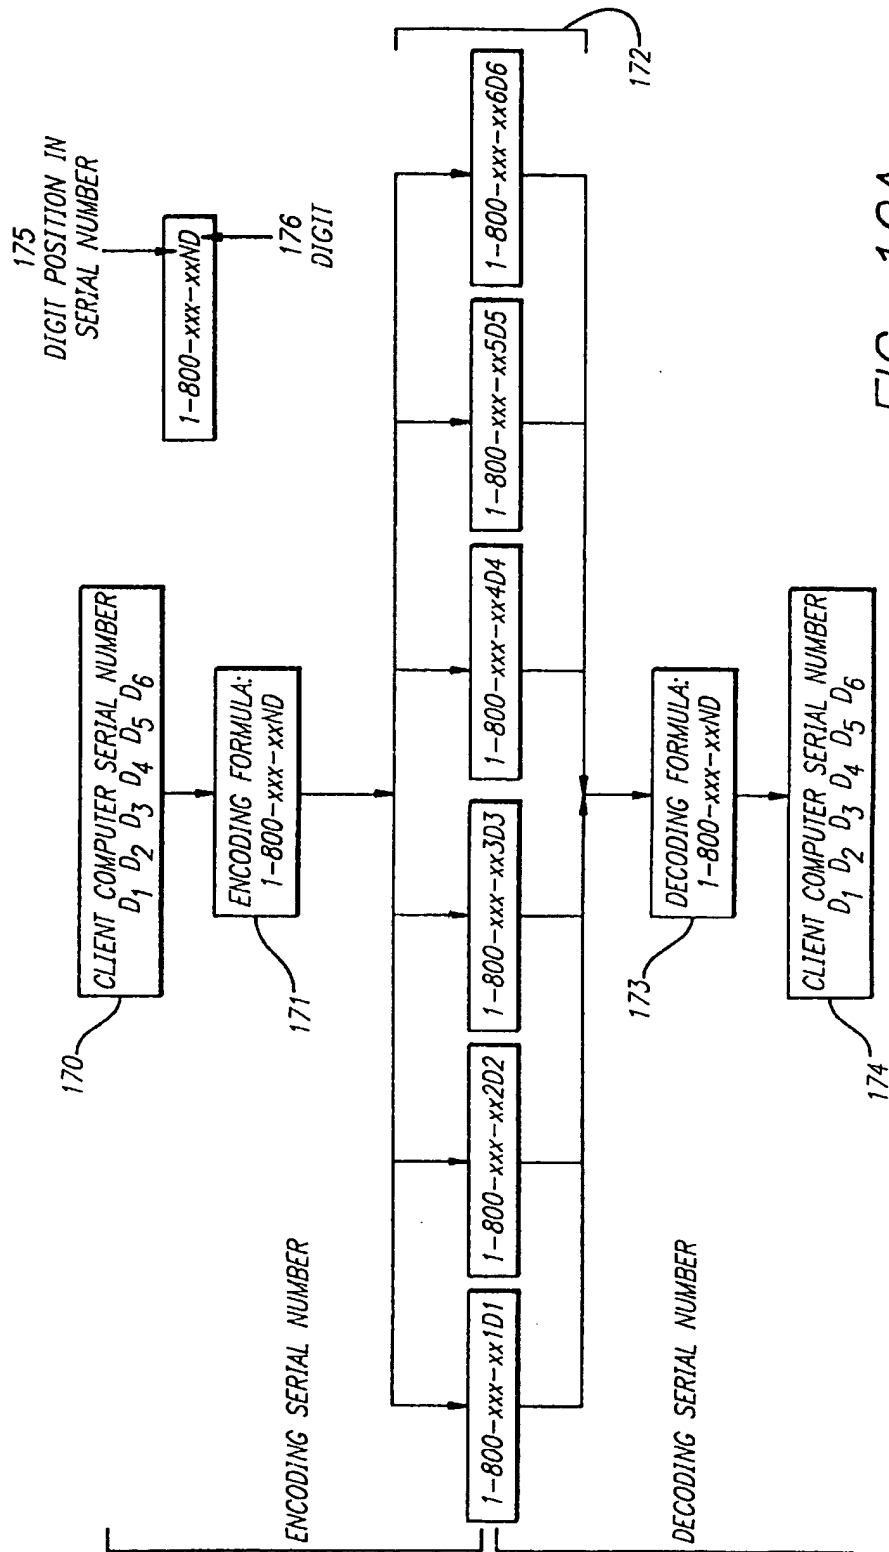 ENCODING SERIAL NUMBER
170
CLIENT COMPUTER SERIAL NUMBER
D1 D2 D3 D4 D5 D6
175
DIGIT POSITION IN
SERIAL NUMBER
1-800-xxx-xxND
176
DIGIT
171
ENCODING FORMULA:
1-800-xxx-xxND
1-800-xxx-xx1D1
1-800-xxx-xx2D2
1-800-xxx-xx3D3
1-800-xxx-xx4D4
1-800-xxx-xx5D5
1-800-xxx-xx6D6
172
DECODING SERIAL NUMBER
173
DECODING FORMULA:
1-800-xxx-xxND
174
CLIENT COMPUTER SERIAL NUMBER
D1 D2 D3 D4 D5 D6